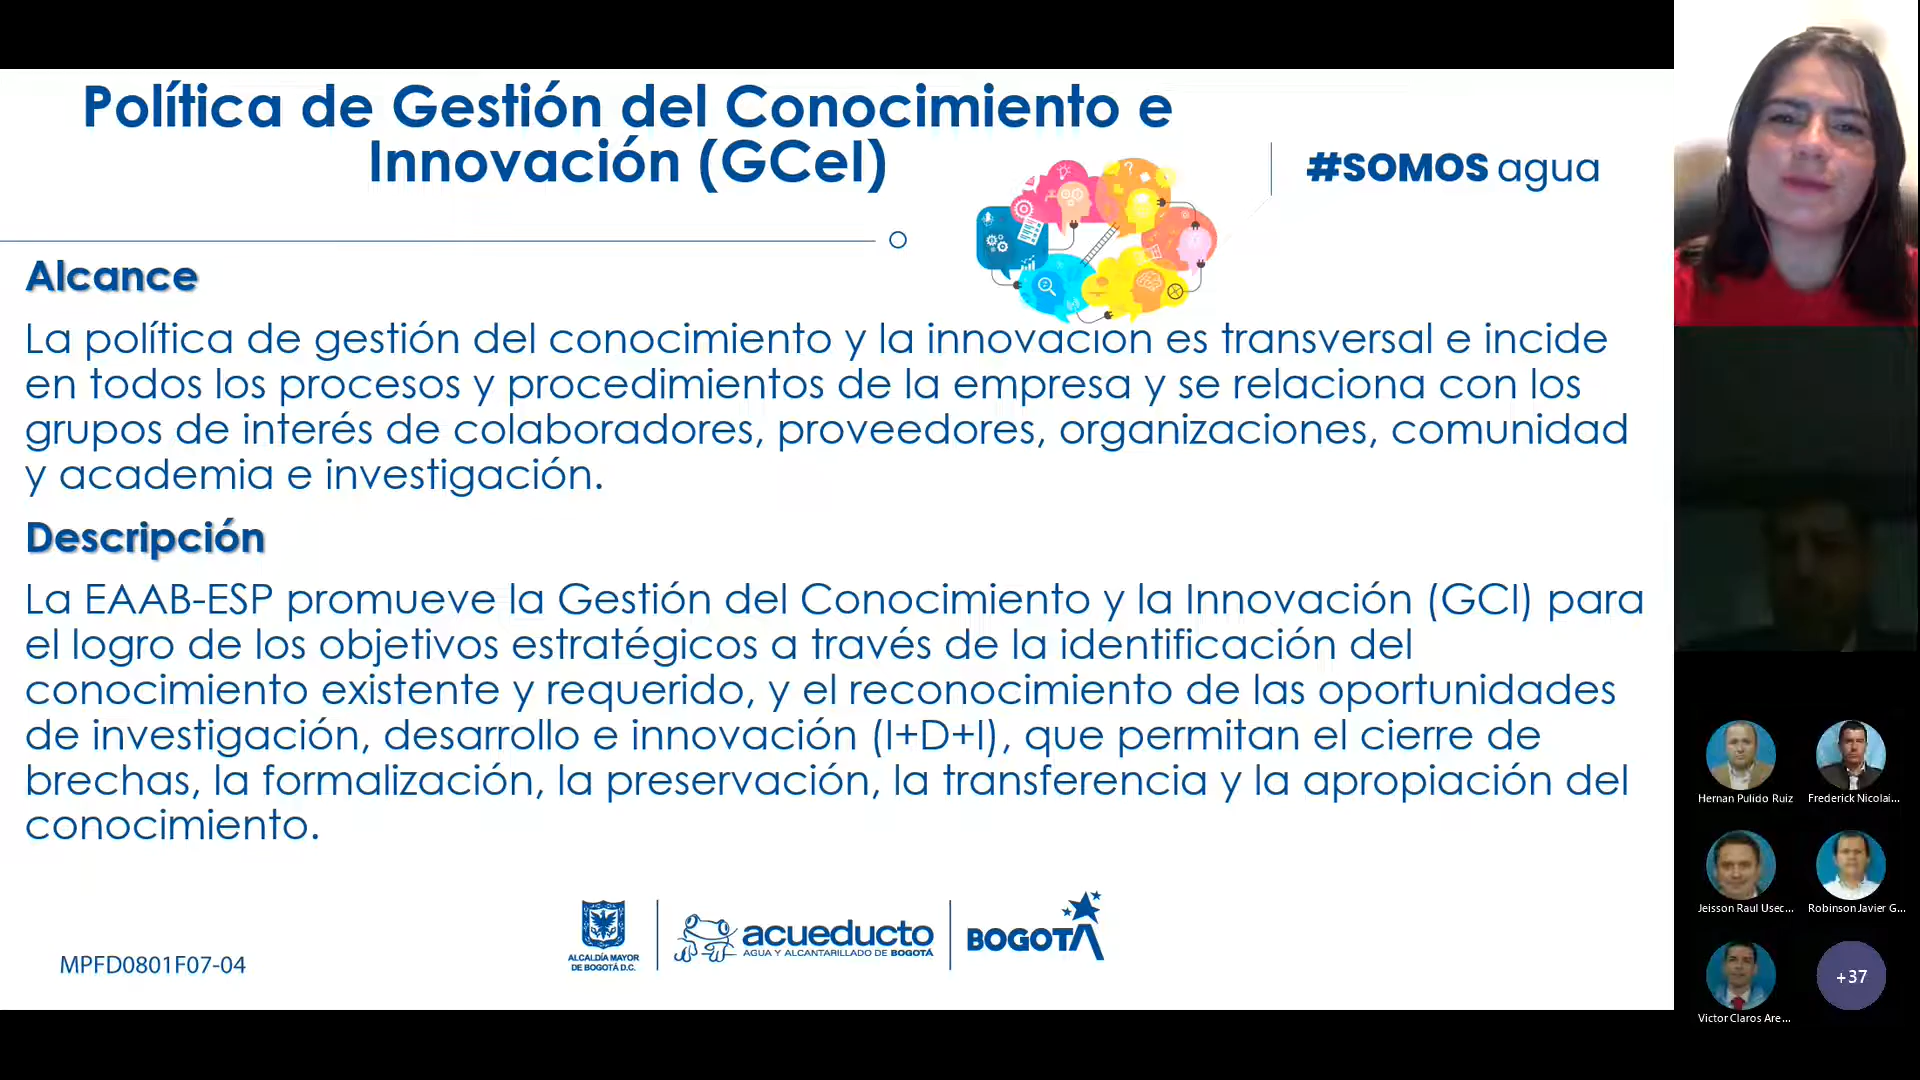 Política de Gestión del Conocimiento e
Innovación (GCeI)
#SOMOS agua
Alcance
La política de gestión del conocimiento y la innovación es transversal e incide
en todos los procesos y procedimientos de la empresa y se relaciona con los
grupos de interés de colaboradores, proveedores, organizaciones, comunidad
y academia e investigación.
Descripción
La EAAB-ESP promueve la Gestión del Conocimiento y la Innovación (GCI) para
el logro de los objetivos estratégicos a través de la identificación del
conocimiento existente y requerido, y el reconocimiento de las oportunidades
de investigación, desarrollo e innovación (I+D+I), que permitan el cierre de
brechas, la formalización, la preservación, la transferencia y la apropiación del
conocimiento.
MPFD0801F07-04
ALCALDÍA MAYOR
DE BOGOTÁ D.C.
acueducto
AGUA Y ALCANTARILLADO DE BOGOTÁ
BOGOTÁ
Hernan Pulido Ruiz
Frederick Nicolai...
Jeisson Raul Usec...
Robinson Javier G...
Victor Claros Are...
+37